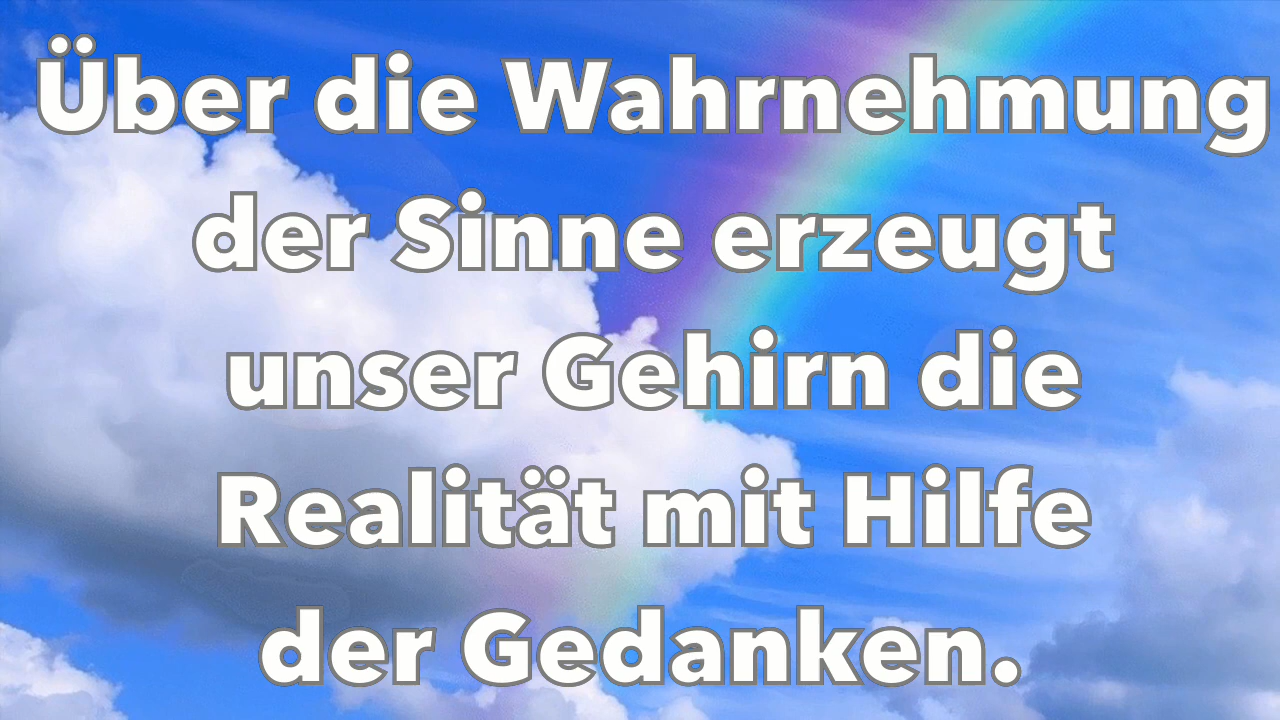 Über die Wahrnehmung
der Sinne erzeugt
unser Gehirn die
Realität mit Hilfe
der Gedanken.